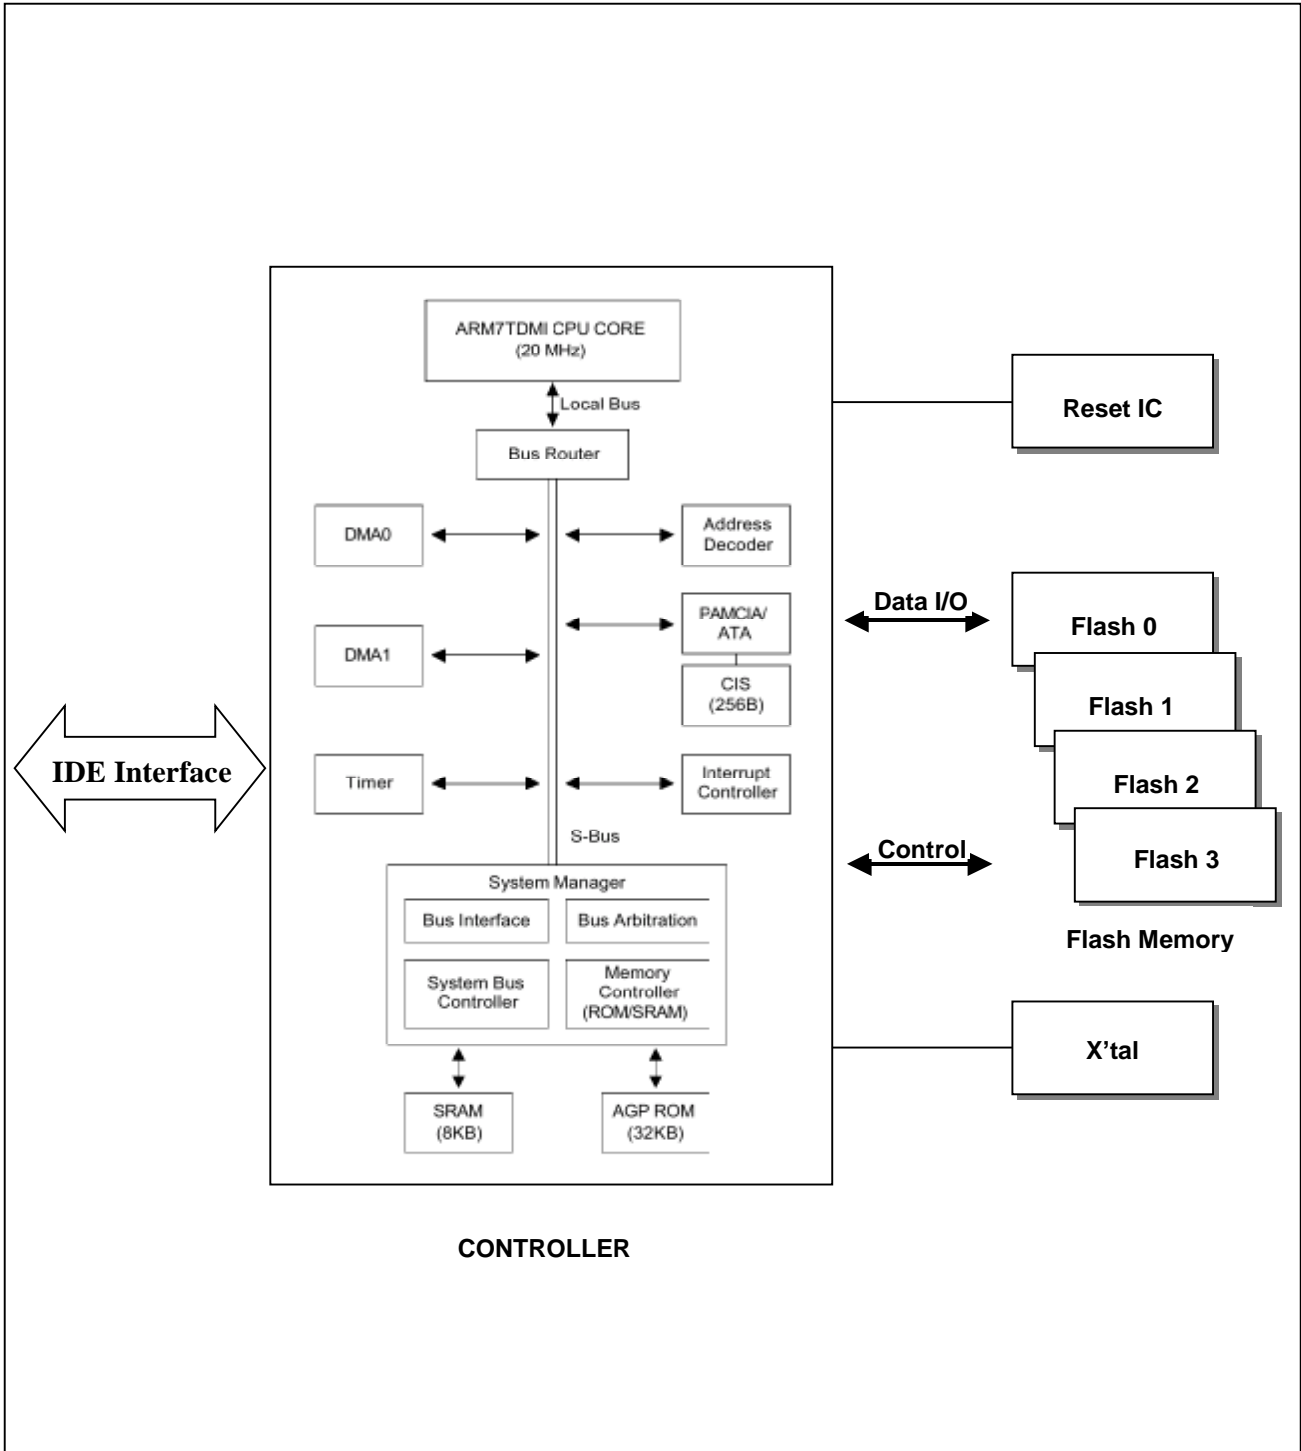 ARM7TDMI CPU CORE
(20 MHz)
Local Bus
Reset IC
Bus Router
DMA0
Address
Decoder
Data I/O
Flash 0
PAMCIA/
ATA
DMA1
CIS
(256B)
Flash 1
IDE Interface
Timer
Interrupt
Controller
Flash 2
S-Bus
Control
Flash 3
System Manager
Bus Interface
Bus Arbitration
Flash Memory
System Bus
Controller
Memory
Controller
(ROM/SRAM)
X'tal
SRAM
(8KB)
AGP ROM
(32KB)
CONTROLLER